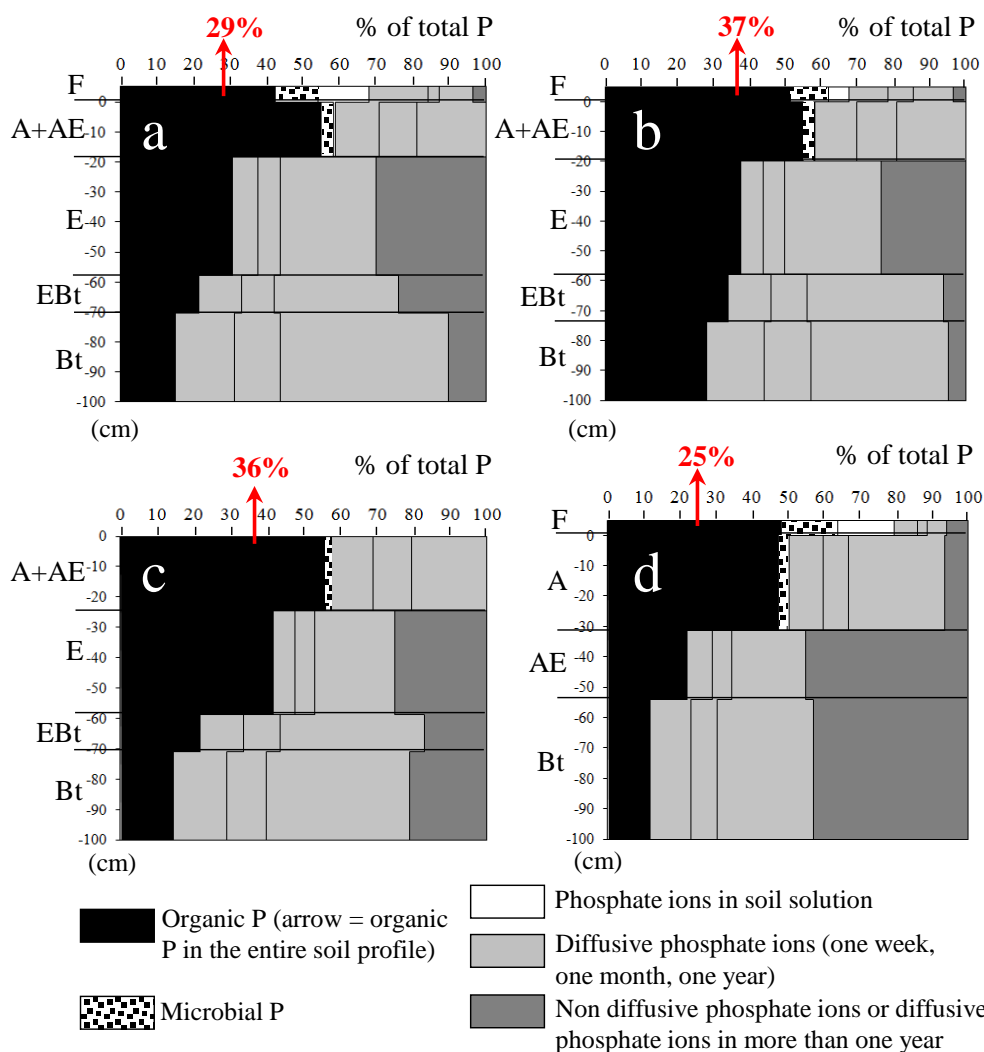 29% % of total P
0 10 20 30 40 50 60 70 80 90 100
F
A+AE
E
EBt
Bt
0
-10
-20
-30
-40
-50
-60
-70
-80
-90
-100
(cm)
a
37% % of total P
0 10 20 30 40 50 60 70 80 90 100
F
A+AE
E
EBt
Bt
0
-10
-20
-30
-40
-50
-60
-70
-80
-90
-100
(cm)
b
36% % of total P
0 10 20 30 40 50 60 70 80 90 100
A+AE
E
EBt
Bt
0
-10
-20
-30
-40
-50
-60
-70
-80
-90
-100
(cm)
c
25% % of total P
0 10 20 30 40 50 60 70 80 90 100
F
A
AE
Bt
0
-10
-20
-30
-40
-50
-60
-70
-80
-90
-100
(cm)
d
Organic P (arrow = organic
P in the entire soil profile)
Microbial P
Phosphate ions in soil solution
Diffusive phosphate ions (one week,
one month, one year)
Non diffusive phosphate ions or diffusive
phosphate ions in more than one year